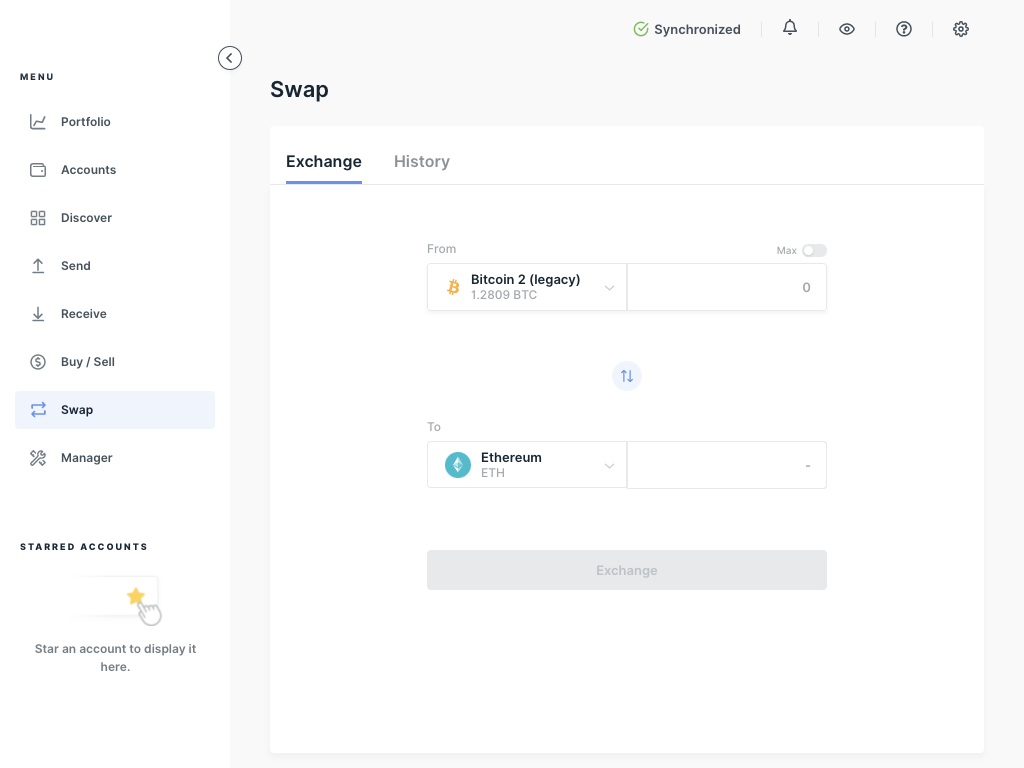 Synchronized
MENU
Portfolio
Accounts
Discover
Send
Receive
Buy / Sell
Swap
Manager
STARRED ACCOUNTS
Star an account to display it
here.
Swap
Exchange
History
From
Max
Bitcoin 2 (legacy)
1.2809 BTC
0
To
Ethereum
ETH
-
Exchange